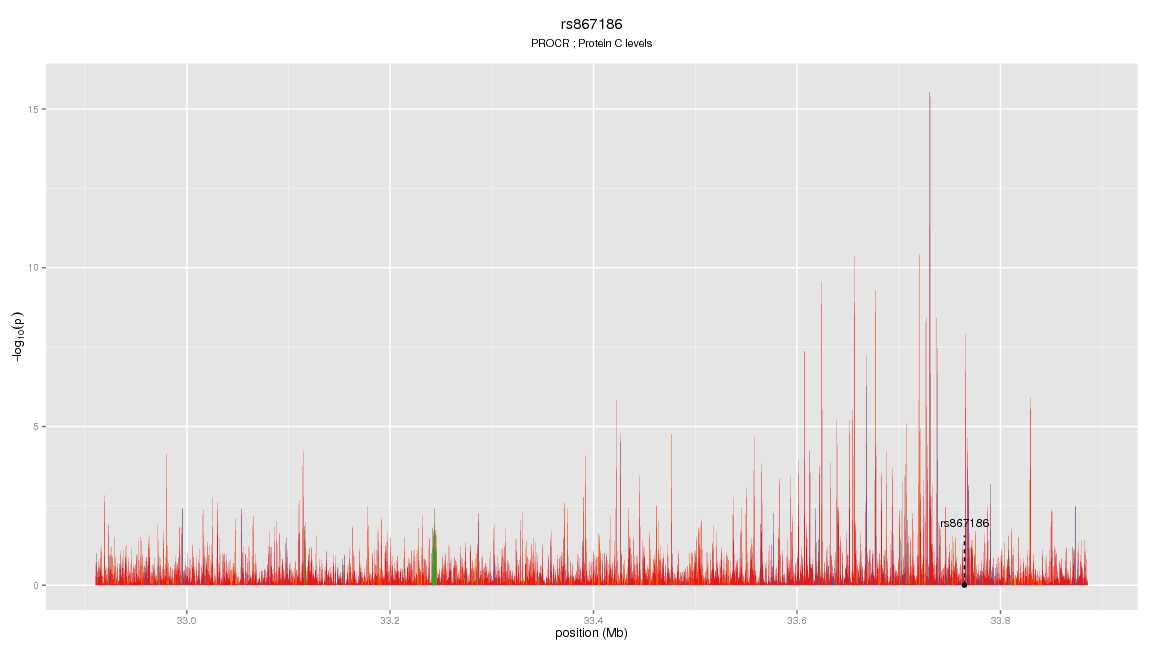 rs867186
PROCR ; Protein C levels
15
10
5
0
−log10(p)
rs867186
33.0
33.2
33.4
33.6
33.8
position (Mb)